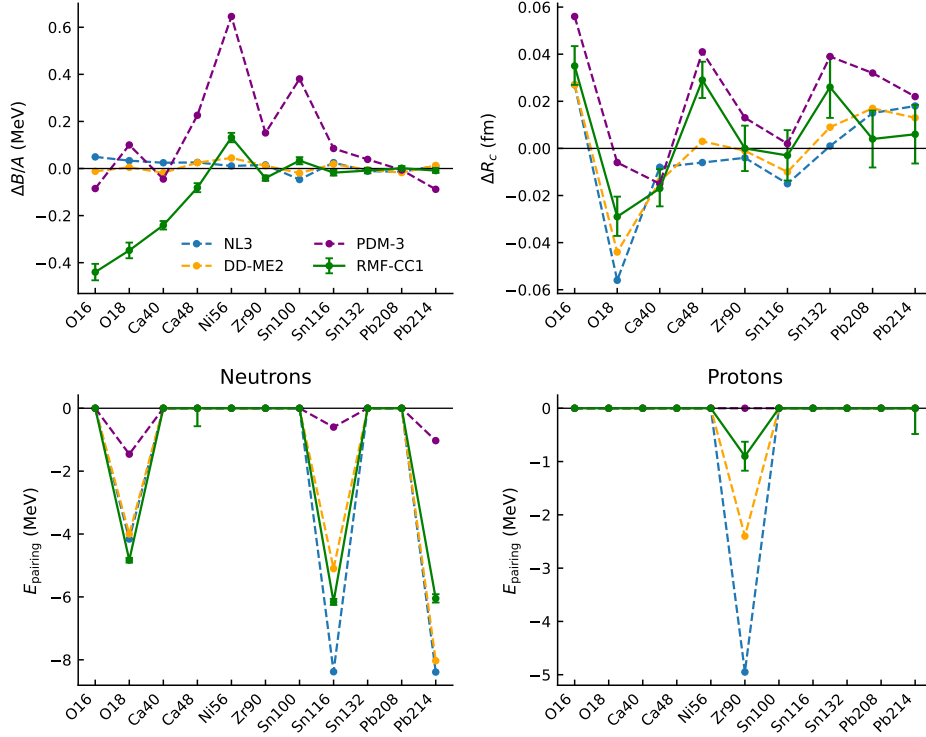 ΔB/A (MeV)
0.6
0.4
0.2
0.0
−0.2
−0.4
NL3
DD-ME2
PDM-3
RMF-CC1
O16
O18
Ca40
Ca48
Ni56
Zr90
Sn100
Sn116
Sn132
Pb208
Pb214
ΔR_c (fm)
0.06
0.04
0.02
0.00
−0.02
−0.04
−0.06
O16
O18
Ca40
Ca48
Zr90
Sn116
Sn132
Pb208
Pb214
Neutrons
E_pairing (MeV)
0
−2
−4
−6
−8
O16
O18
Ca40
Ca48
Ni56
Zr90
Sn100
Sn116
Sn132
Pb208
Pb214
Protons
E_pairing (MeV)
0
−1
−2
−3
−4
−5
O16
O18
Ca40
Ca48
Ni56
Zr90
Sn100
Sn116
Sn132
Pb208
Pb214